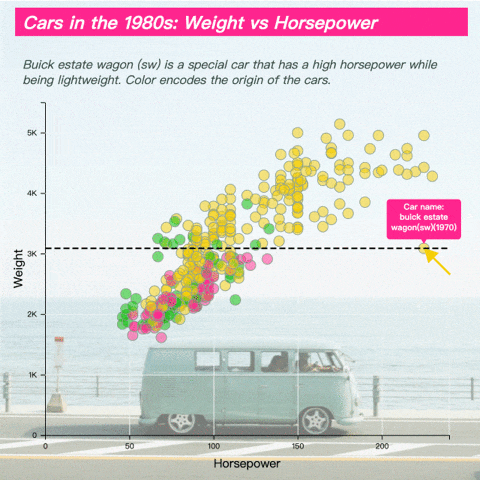 Cars in the 1980s: Weight vs Horsepower
Buick estate wagon (sw) is a special car that has a high horsepower while
being lightweight. Color encodes the origin of the cars.
5K
4K
3K
2K
1K
0
Weight
Car name:
buick estate
wagon(sw)(1970)
0
50
100
150
200
Horsepower